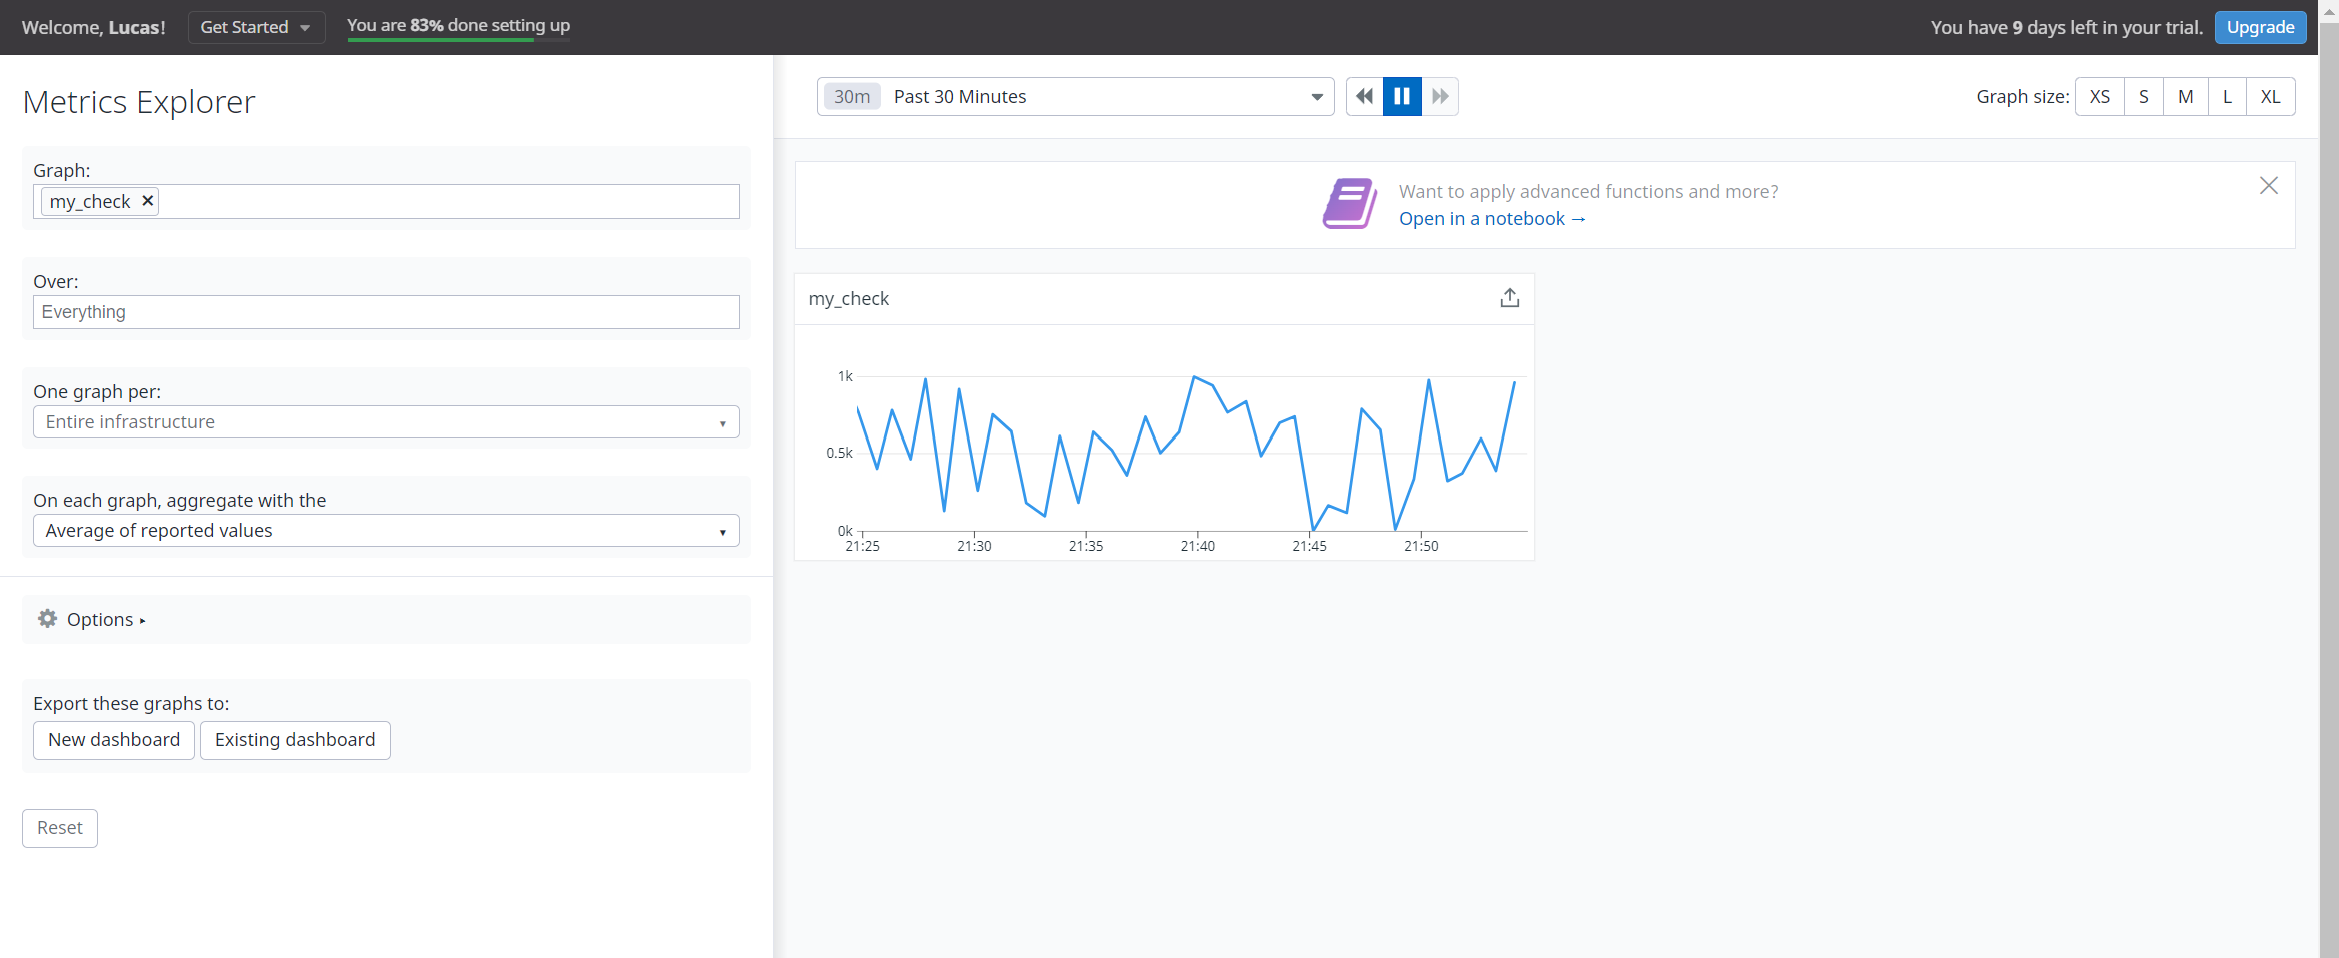 Welcome, Lucas! Get Started You are 83% done setting up You have 9 days left in your trial. Upgrade
Metrics Explorer
Graph:
my_check ✕
Over:
Everything
One graph per:
Entire infrastructure
On each graph, aggregate with the
Average of reported values
Options
Export these graphs to:
New dashboard Existing dashboard
Reset
30m Past 30 Minutes Graph size: XS S M L XL
Want to apply advanced functions and more?
Open in a notebook →
my_check
1k
0.5k
0k
21:25 21:30 21:35 21:40 21:45 21:50